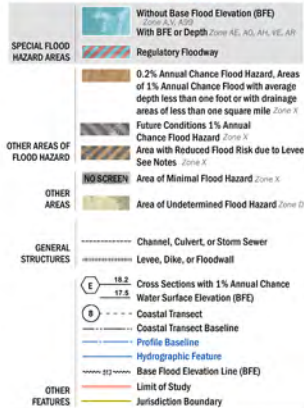 Without Base Flood Elevation (BFE)
Zone A,V, A99
With BFE or Depth Zone AE, AO, AH, VE, AR
SPECIAL FLOOD
HAZARD AREAS
Regulatory Floodway
0.2% Annual Chance Flood Hazard, Areas
of 1% Annual Chance Flood with average
depth less than one foot or with drainage
areas of less than one square mile Zone X
Future Conditions 1% Annual
Chance Flood Hazard Zone X
OTHER AREAS OF
FLOOD HAZARD
Area with Reduced Flood Risk due to Levee
See Notes Zone X
NO SCREEN Area of Minimal Flood Hazard Zone X
OTHER
AREAS
Area of Undetermined Flood Hazard Zone D
GENERAL
STRUCTURES
Channel, Culvert, or Storm Sewer
Levee, Dike, or Floodwall
E 18.2 Cross Sections with 1% Annual Chance
17.5 Water Surface Elevation (BFE)
8 Coastal Transect
Coastal Transect Baseline
Profile Baseline
Hydrographic Feature
513 Base Flood Elevation Line (BFE)
OTHER
FEATURES
Limit of Study
Jurisdiction Boundary